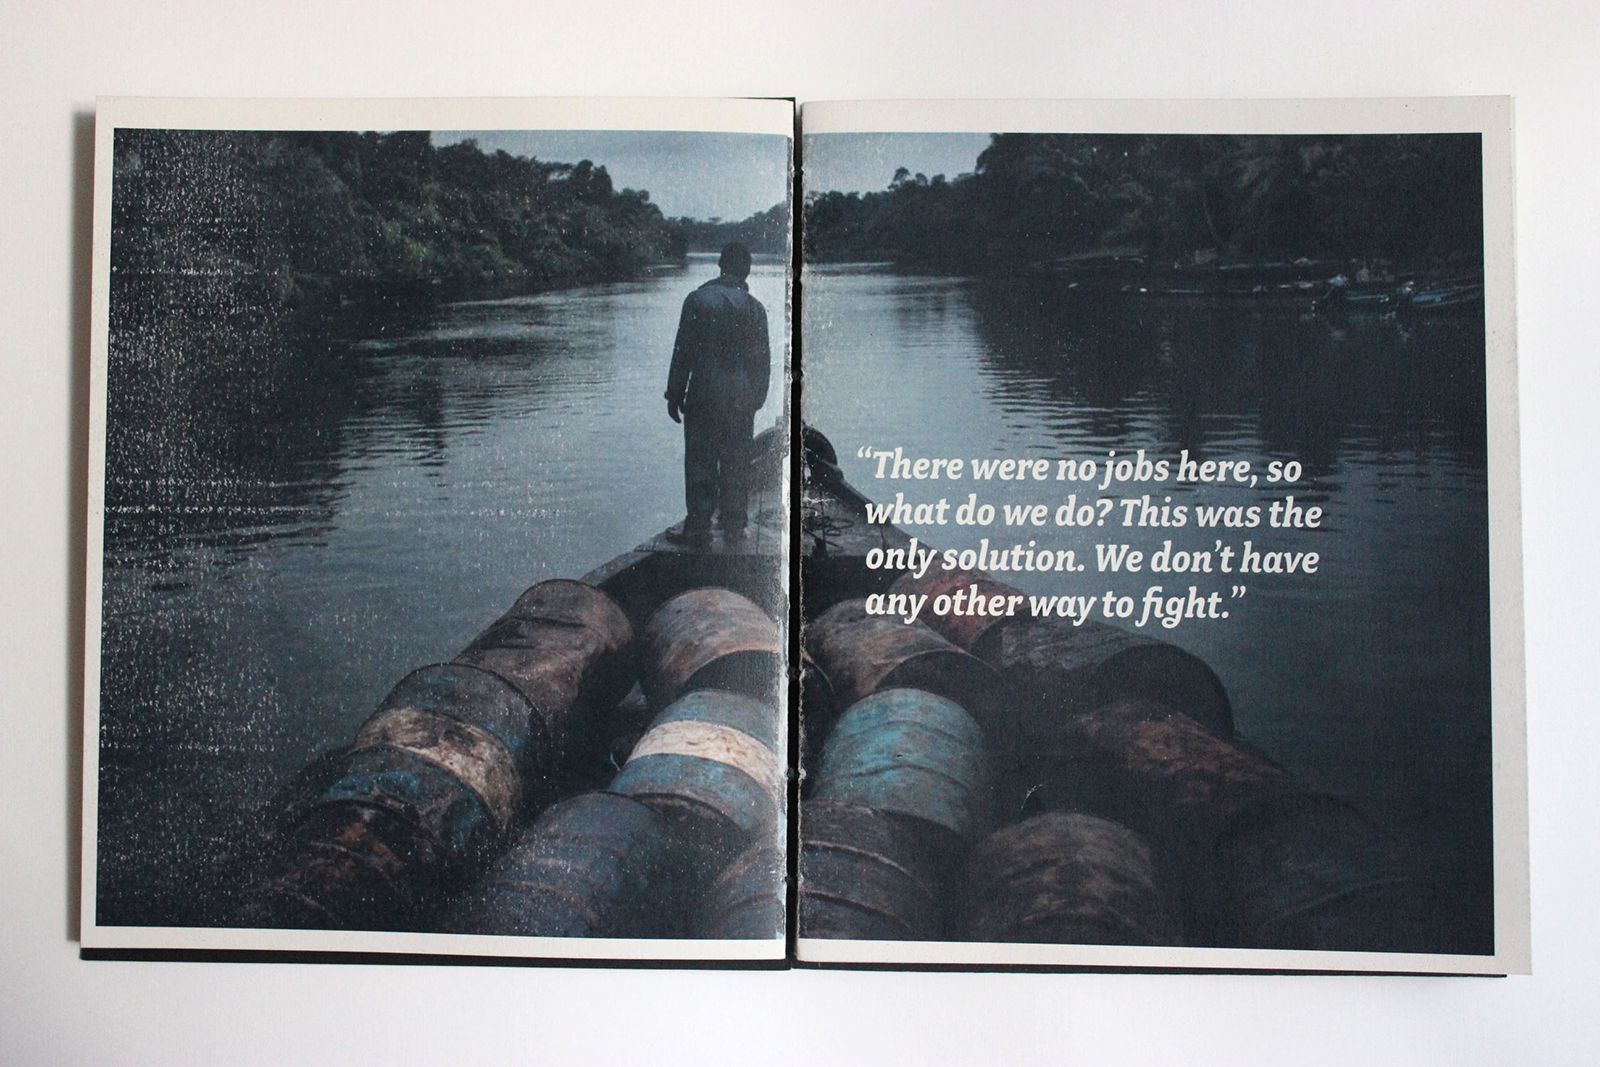 “There were no jobs here, so
what do we do? This was the
only solution. We don’t have
any other way to fight.”